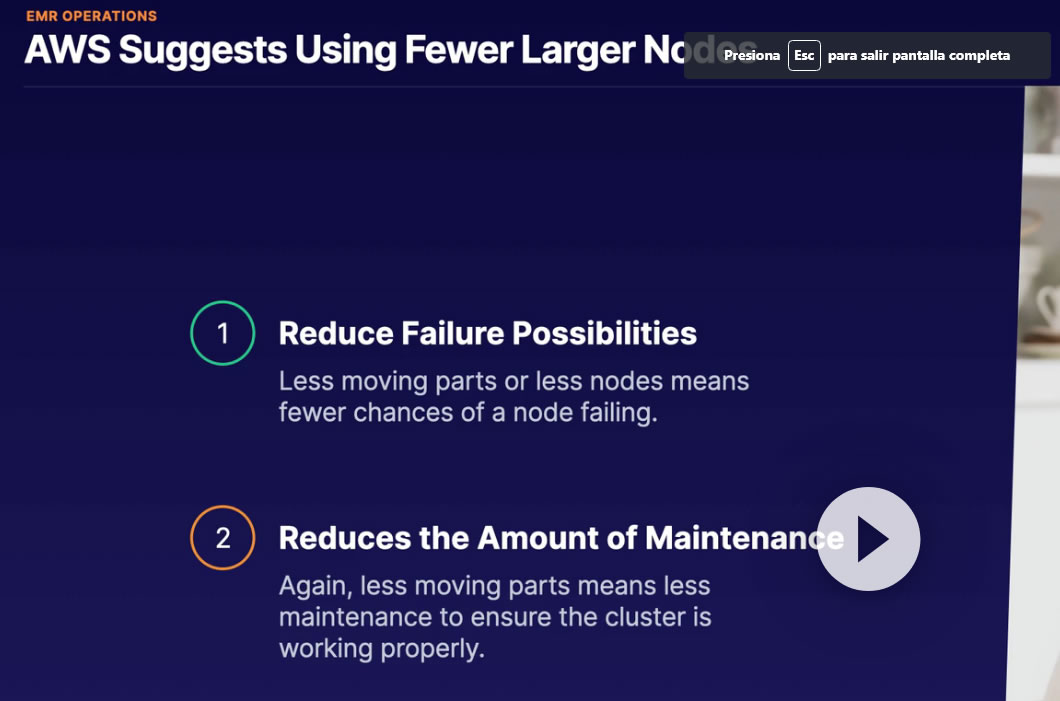 EMR OPERATIONS
AWS Suggests Using Fewer Larger Nodes
Presiona Esc para salir pantalla completa
1
Reduce Failure Possibilities
Less moving parts or less nodes means
fewer chances of a node failing.
2
Reduces the Amount of Maintenance
Again, less moving parts means less
maintenance to ensure the cluster is
working properly.